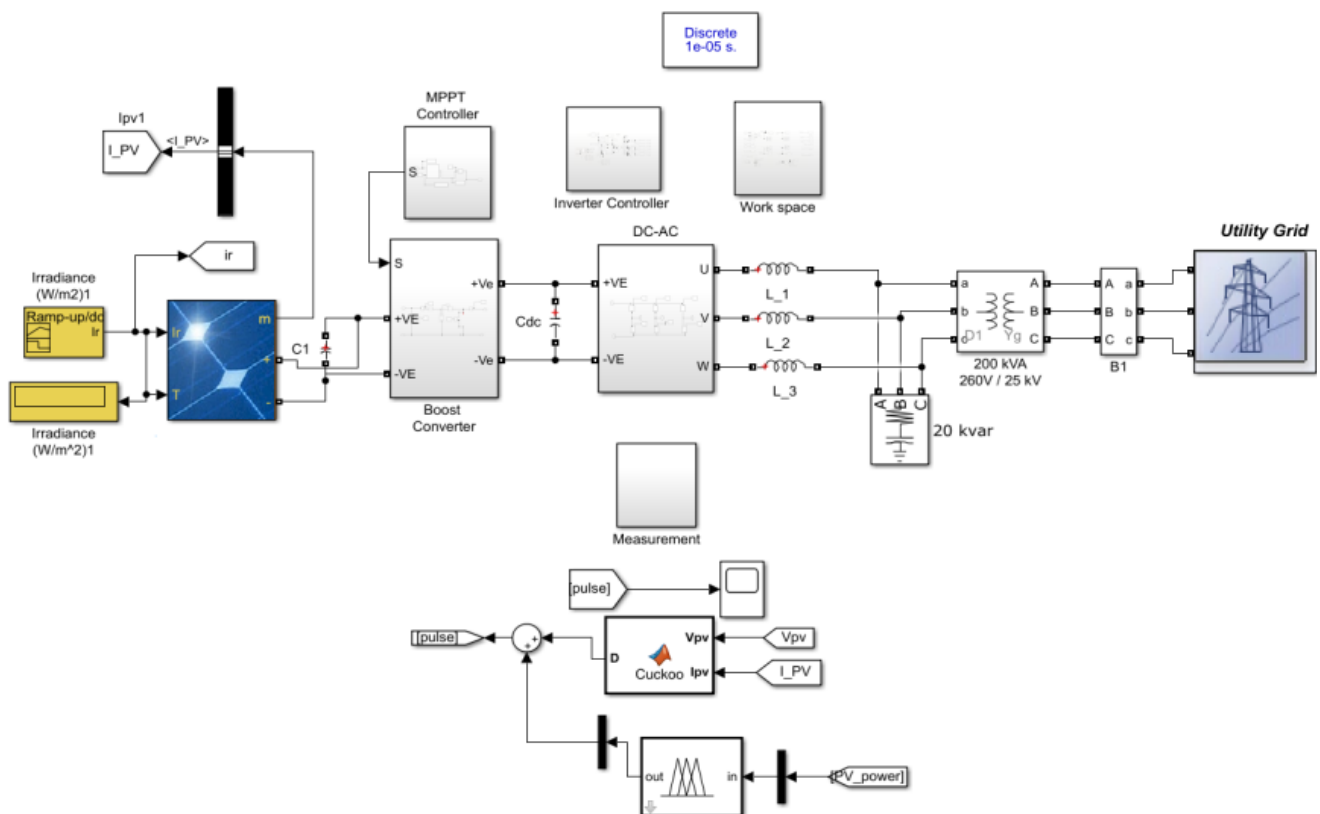 Discrete
1e-05 s.
MPPT
Controller
S
Ipv1
I_PV
<I_PV>
Inverter Controller
Work space
ir
Irradiance
(W/m2)1
Ramp-up/dc
Ir
Irradiance
(W/m^2)1
Ir
T
m
+
-
C1
S
+VE
-VE
+Ve
-Ve
Boost
Converter
Cdc
DC-AC
+VE
-VE
U
V
W
L_1
L_2
L_3
A B C
20 kvar
a
b
c
D1
Yg
A
B
C
200 kVA
260V / 25 kV
A
B
C
a
b
c
B1
Utility Grid
Measurement
[pulse]
[pulse]
+
+
D
Cuckoo
Vpv
Ipv
Vpv
I_PV
out
in
[PV_power]